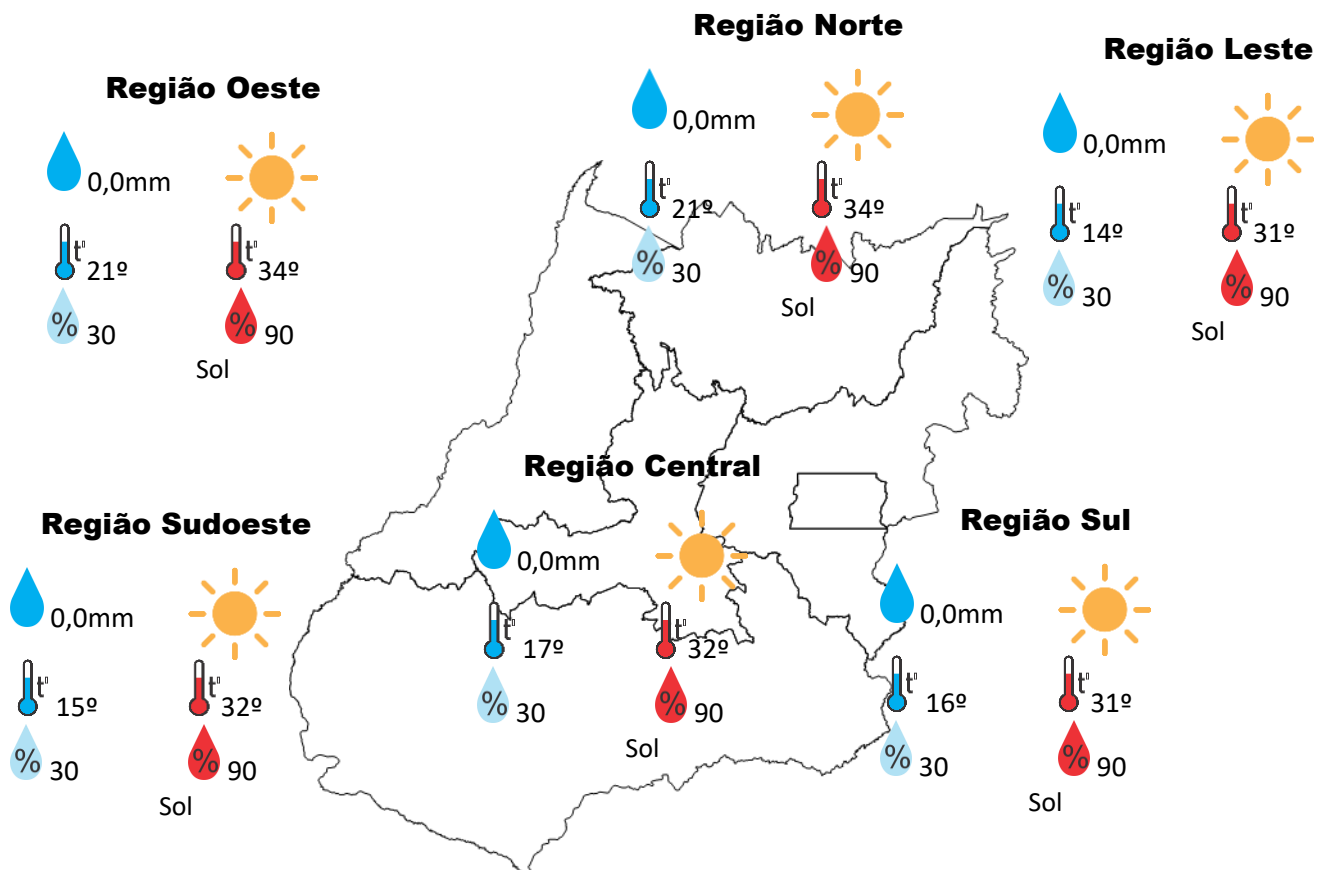 Região Norte
0,0mm
t°
21º
t°
34º
% 30
% 90
Sol
Região Leste
0,0mm
t°
14º
t°
31º
% 30
% 90
Sol
Região Oeste
0,0mm
t°
21º
t°
34º
% 30
% 90
Sol
Região Central
0,0mm
t°
17º
t°
32º
% 30
% 90
Sol
Região Sudoeste
0,0mm
t°
15º
t°
32º
% 30
% 90
Sol
Região Sul
0,0mm
t°
16º
t°
31º
% 30
% 90
Sol